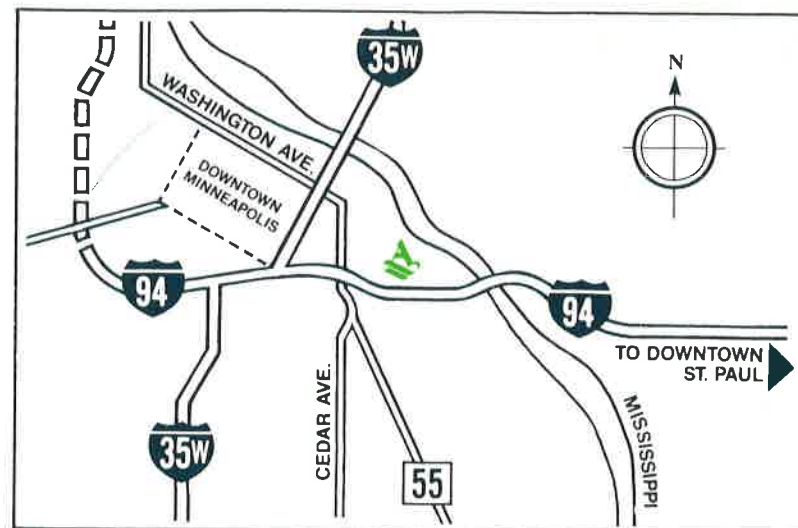 35W
N
WASHINGTON AVE.
DOWNTOWN
MINNEAPOLIS
94
94
TO DOWNTOWN
ST. PAUL
CEDAR AVE.
MISSISSIPPI
35W
55